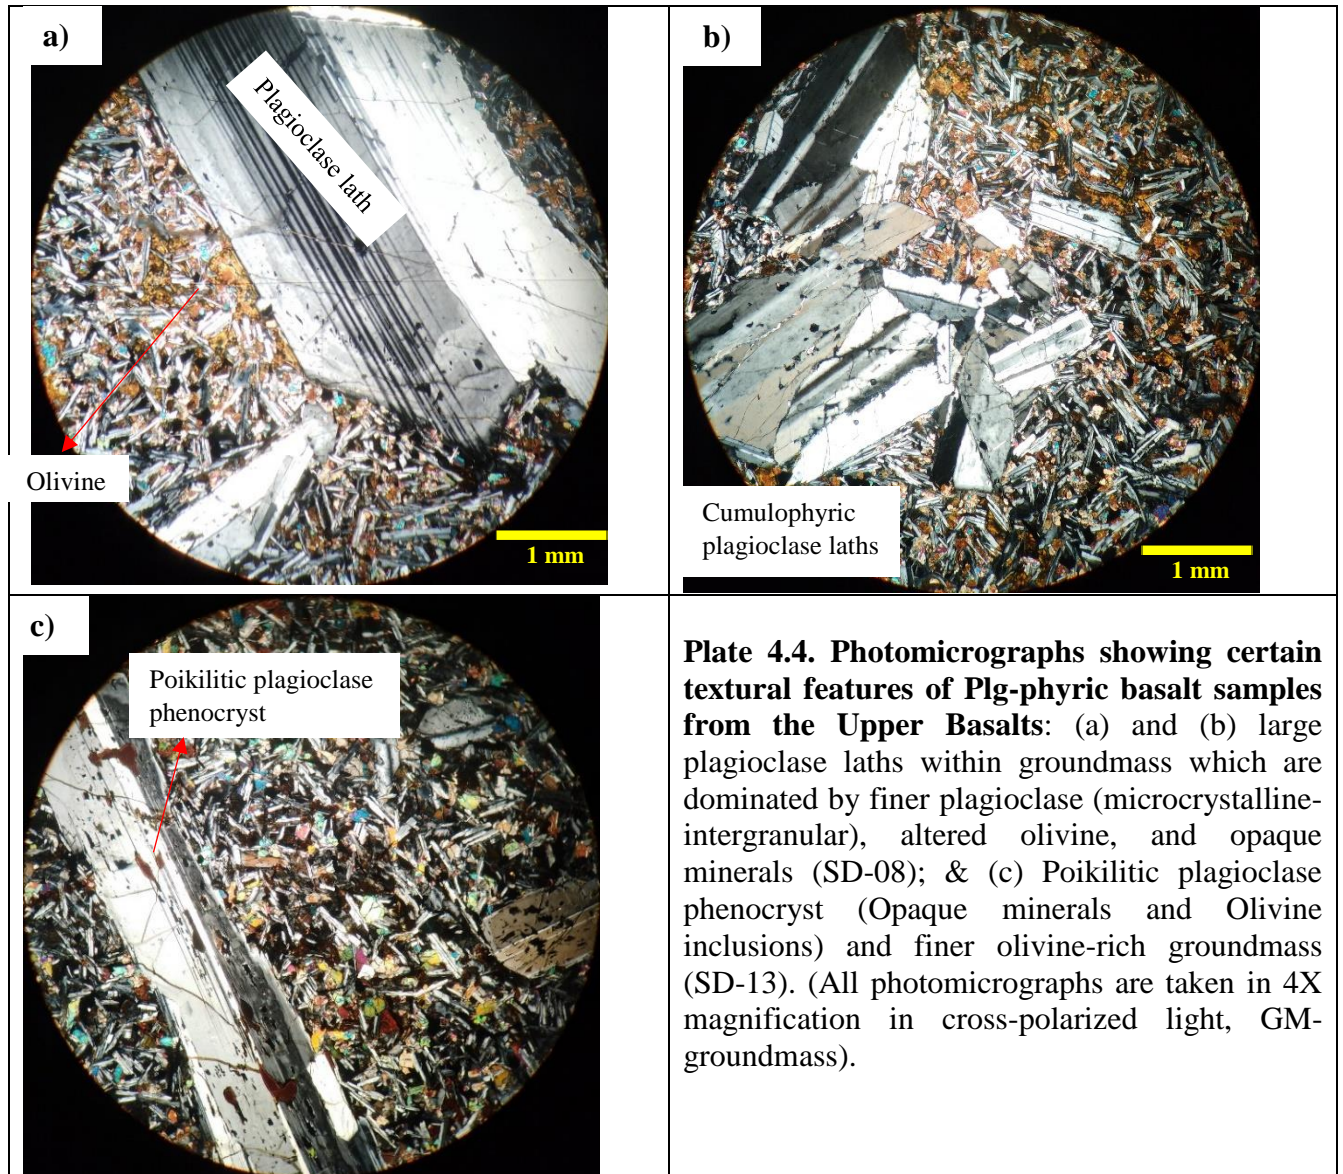 a)
Plagioclase lath
Olivine
1 mm
b)
Cumulophyric
plagioclase laths
1 mm
c)
Poikilitic plagioclase
phenocryst
Plate 4.4. Photomicrographs showing certain
textural features of Plg-phyric basalt samples
from the Upper Basalts: (a) and (b) large
plagioclase laths within groundmass which are
dominated by finer plagioclase (microcrystalline-
intergranular), altered olivine, and opaque
minerals (SD-08); & (c) Poikilitic plagioclase
phenocryst (Opaque minerals and Olivine
inclusions) and finer olivine-rich groundmass
(SD-13). (All photomicrographs are taken in 4X
magnification in cross-polarized light, GM-
groundmass).